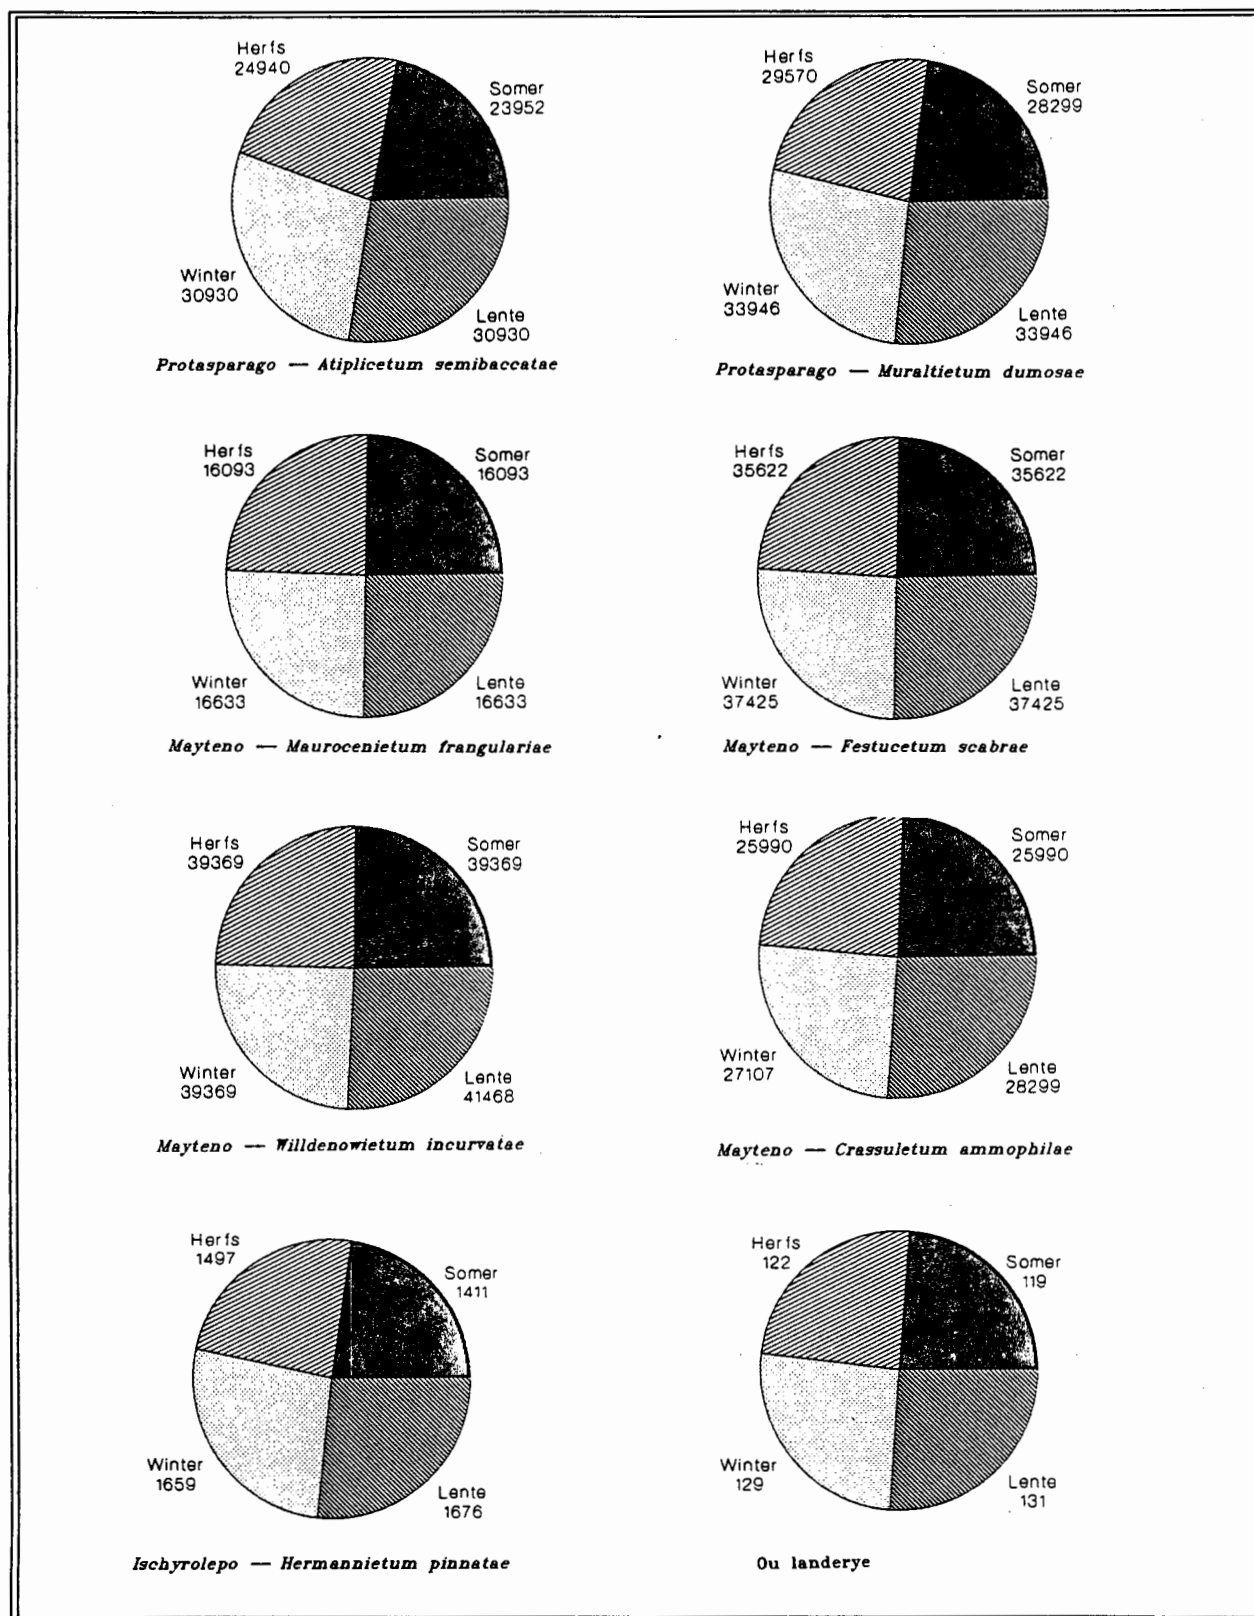 Herfs
24940
Somer
23952
Winter
30930
Lente
30930
Protasparago — Atiplicetum semibaccatae
Herfs
29570
Somer
28299
Winter
33946
Lente
33946
Protasparago — Muraltietum dumosae
Herfs
16093
Somer
16093
Winter
16633
Lente
16633
Mayteno — Maurocenietum frangulariae
Herfs
35622
Somer
35622
Winter
37425
Lente
37425
Mayteno — Festucetum scabrae
Herfs
39369
Somer
39369
Winter
39369
Lente
41468
Mayteno — Willdenowietum incurvatae
Herfs
25990
Somer
25990
Winter
27107
Lente
28299
Mayteno — Crassuletum ammophilae
Herfs
1497
Somer
1411
Winter
1659
Lente
1676
Ischyrolepo — Hermannietum pinnatae
Herfs
122
Somer
119
Winter
129
Lente
131
Ou landerye